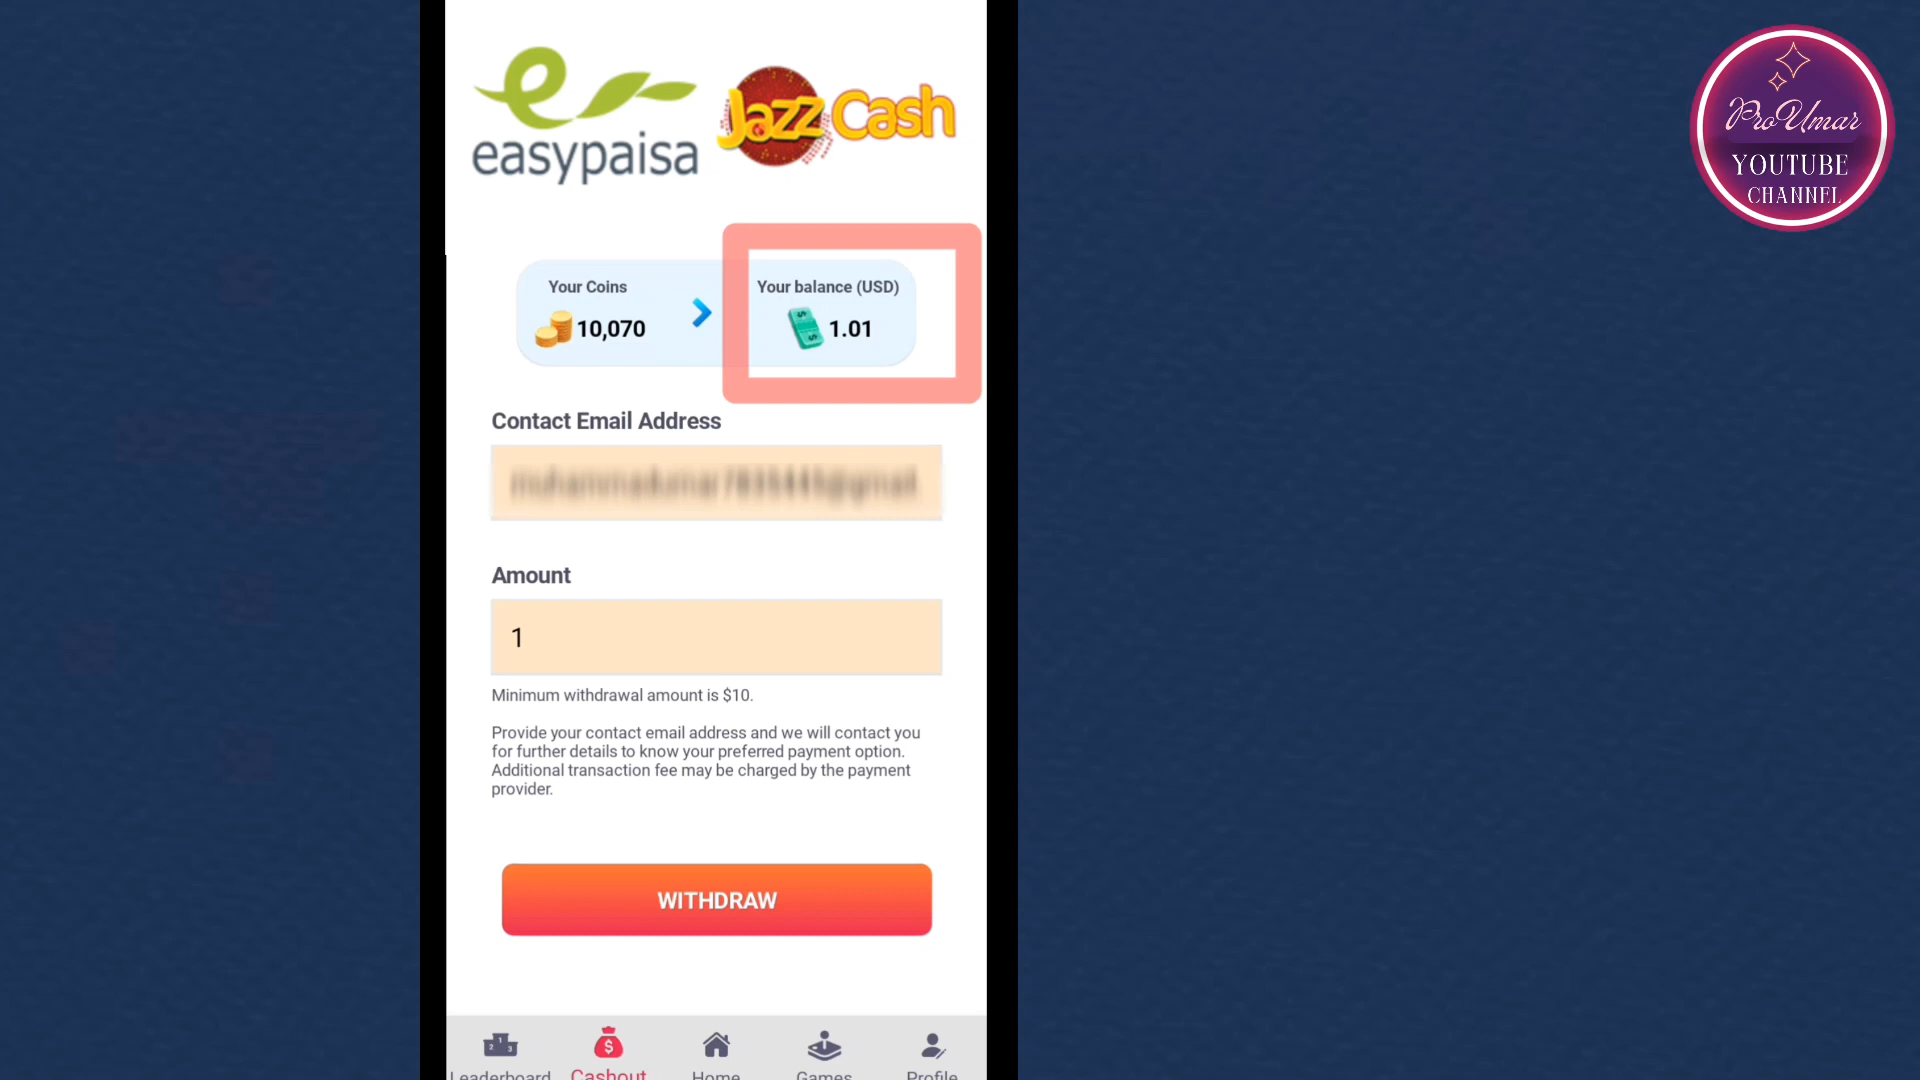 easypaisa
JazzCash
ProUmar
YOUTUBE
CHANNEL
Your Coins
10,070
Your balance (USD)
1.01
Contact Email Address
Amount
1
Minimum withdrawal amount is $10.
Provide your contact email address and we will contact you
for further details to know your preferred payment option.
Additional transaction fee may be charged by the payment
provider.
WITHDRAW
Leaderboard
Cashout
Home
Games
Profile